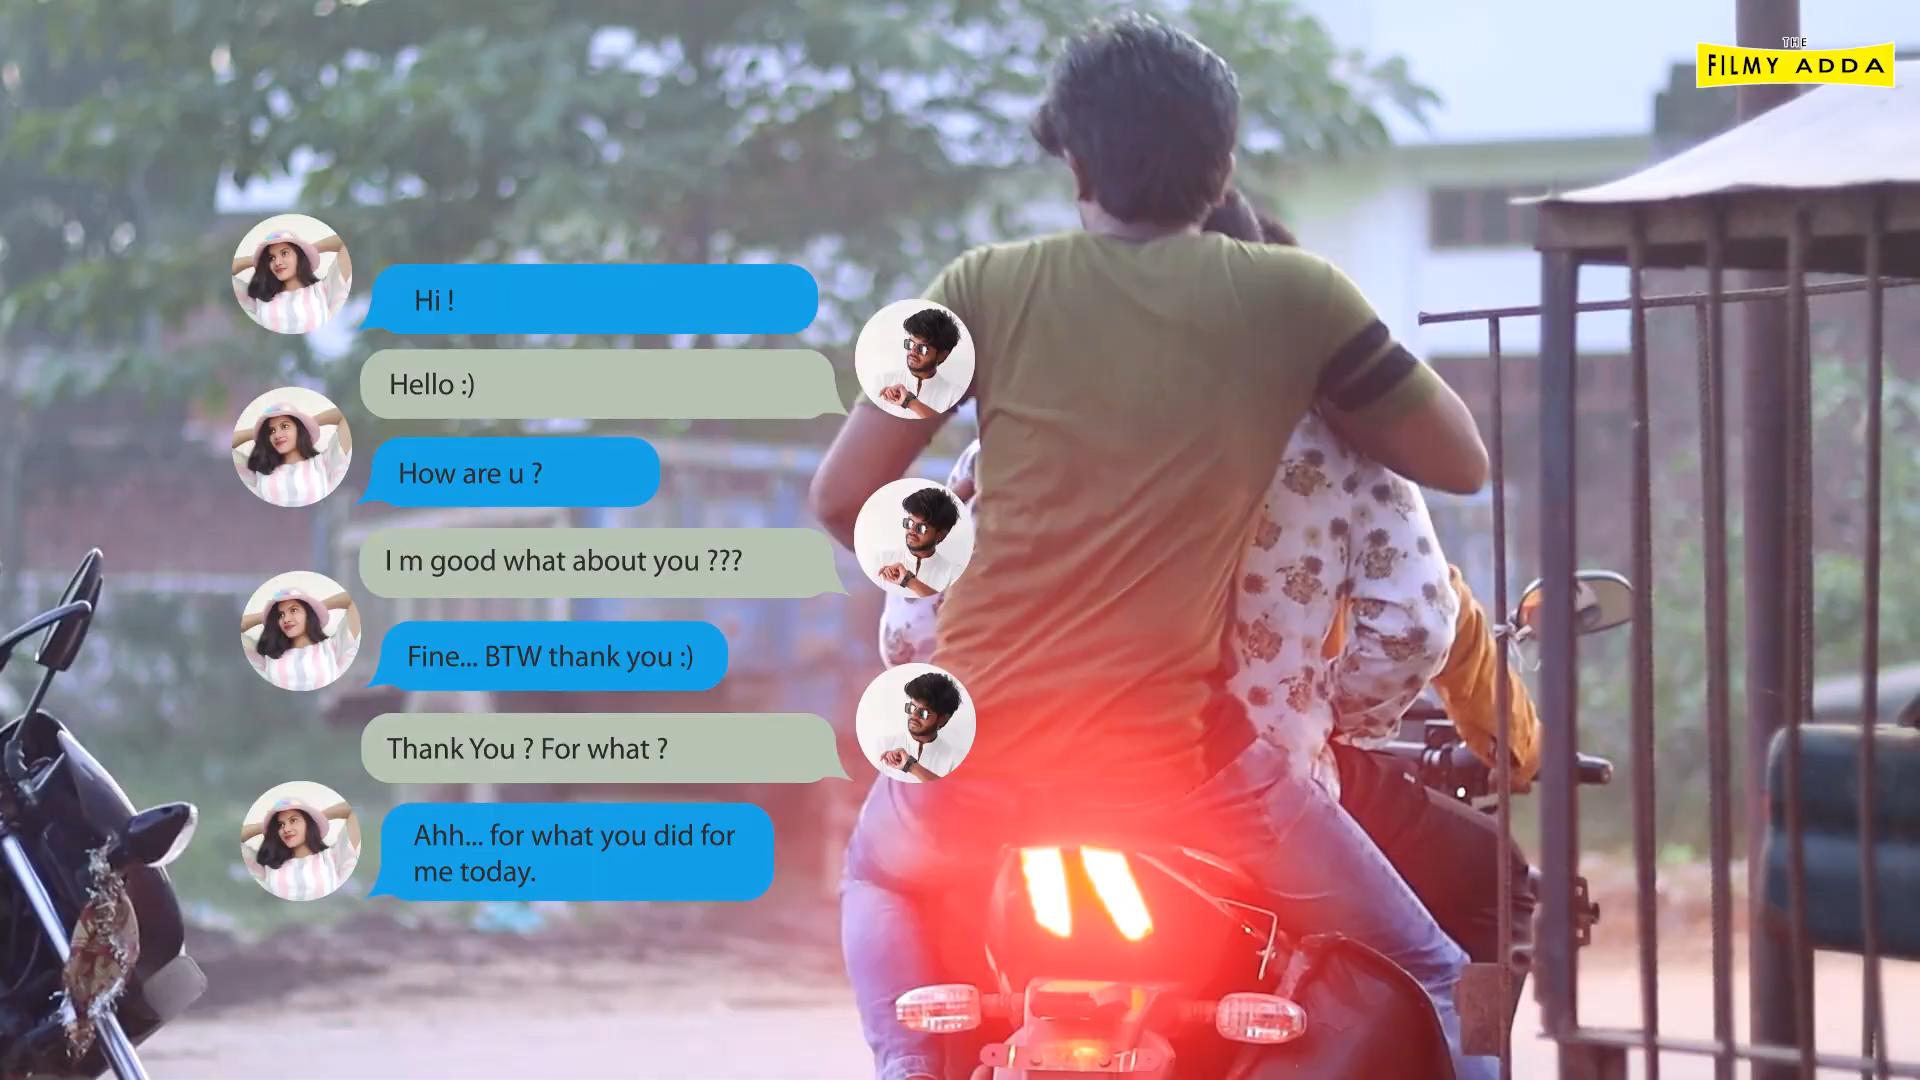 THE
FILMY ADDA
Hi !
Hello :)
How are u ?
I m good what about you ???
Fine... BTW thank you :)
Thank You ? For what ?
Ahh... for what you did for
me today.